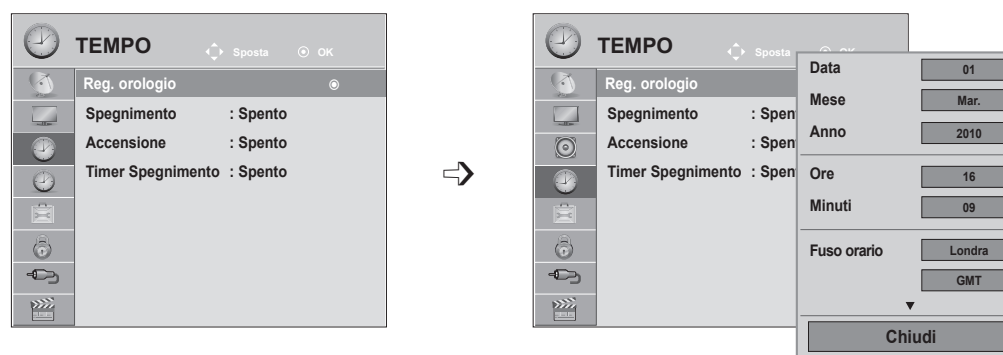 TEMPO Sposta OK
Reg. orologio
Spegnimento : Spento
Accensione : Spento
Timer Spegnimento : Spento
TEMPO Sposta OK
Reg. orologio
Spegnimento : Spen
Accensione : Spen
Timer Spegnimento : Spen
Data 01
Mese Mar.
Anno 2010
Ore 16
Minuti 09
Fuso orario Londra
GMT
Chiudi